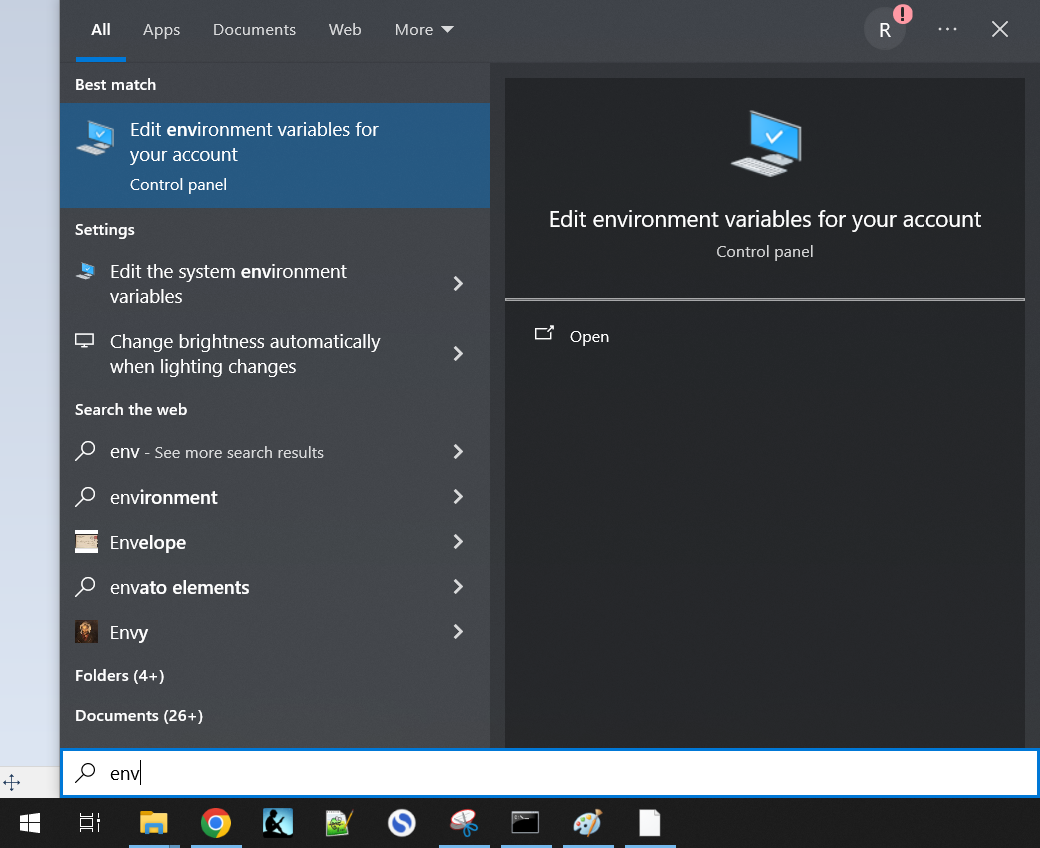 All Apps Documents Web More R
Best match
Edit environment variables for
your account
Control panel
Settings
Edit the system environment
variables
Change brightness automatically
when lighting changes
Search the web
env - See more search results
environment
Envelope
envato elements
Envy
Folders (4+)
Documents (26+)
Edit environment variables for your account
Control panel
Open
env